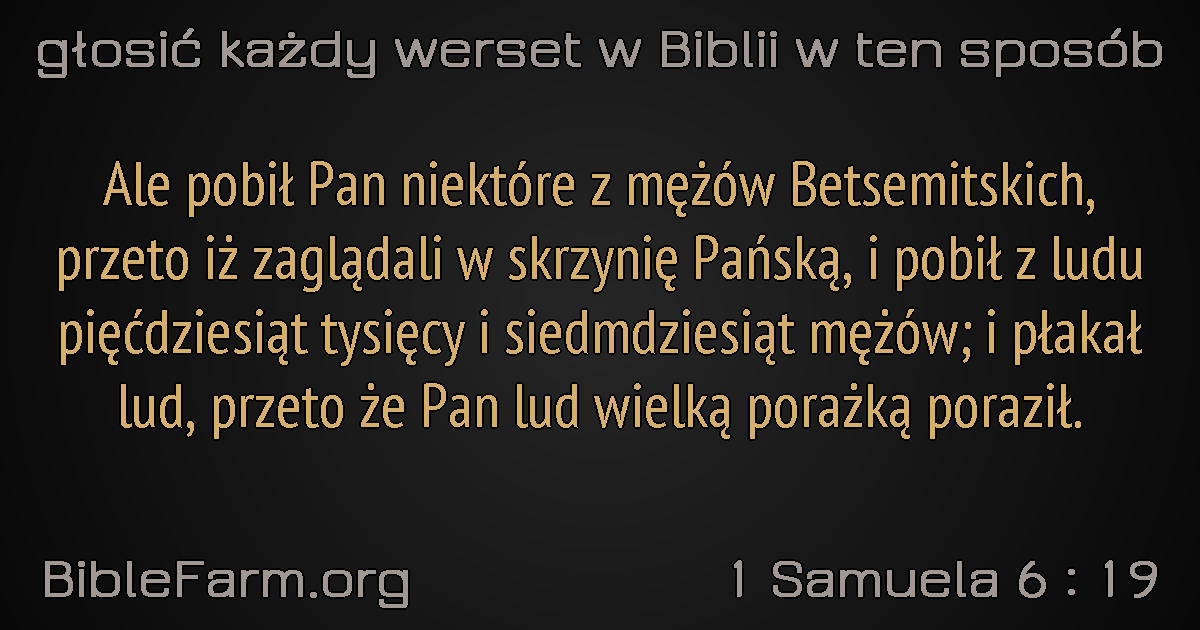 głosić każdy werset w Biblii w ten sposób
Ale pobił Pan niektóre z mężów Betsemitskich,
przeto iż zaglądali w skrzynię Pańską, i pobił z ludu
pięćdziesiąt tysięcy i siedmdziesiąt mężów; i płakał
lud, przeto że Pan lud wielką porażką poraził.
BibleFarm.org
1 Samuela 6 : 19